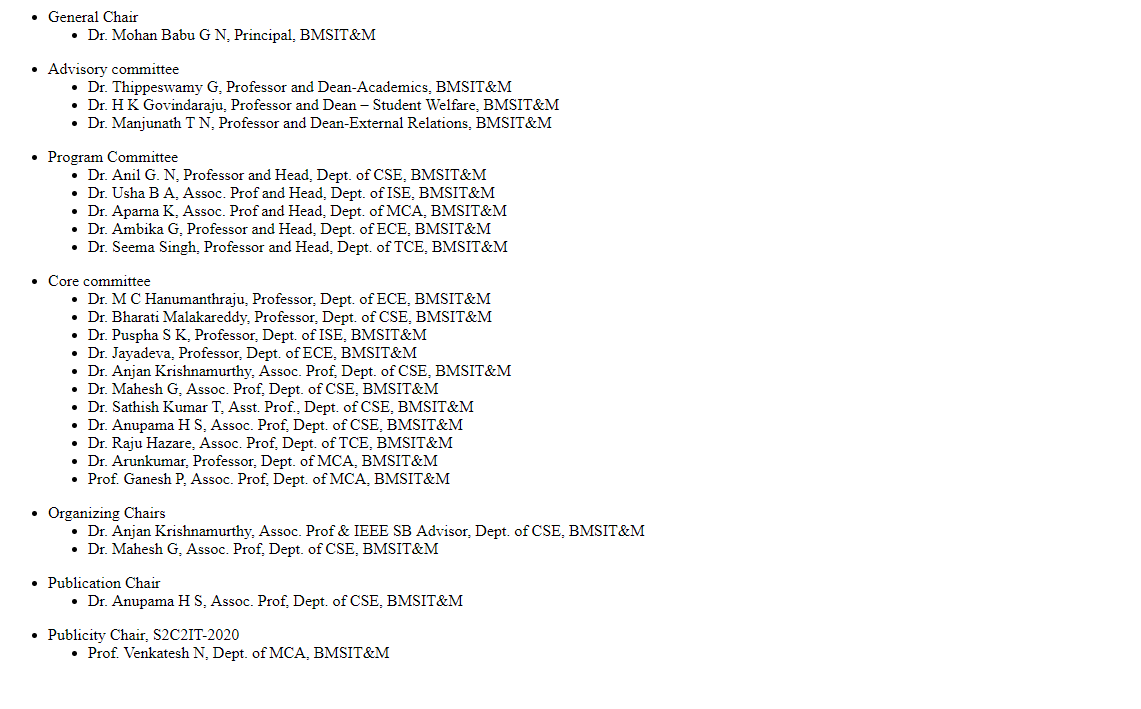 General Chair
Dr. Mohan Babu G N, Principal, BMSIT&M
Advisory committee
Dr. Thippeswamy G, Professor and Dean-Academics, BMSIT&M
Dr. H K Govindaraju, Professor and Dean – Student Welfare, BMSIT&M
Dr. Manjunath T N, Professor and Dean-External Relations, BMSIT&M
Program Committee
Dr. Anil G. N, Professor and Head, Dept. of CSE, BMSIT&M
Dr. Usha B A, Assoc. Prof and Head, Dept. of ISE, BMSIT&M
Dr. Aparna K, Assoc. Prof and Head, Dept. of MCA, BMSIT&M
Dr. Ambika G, Professor and Head, Dept. of ECE, BMSIT&M
Dr. Seema Singh, Professor and Head, Dept. of TCE, BMSIT&M
Core committee
Dr. M C Hanumanthraju, Professor, Dept. of ECE, BMSIT&M
Dr. Bharati Malakareddy, Professor, Dept. of CSE, BMSIT&M
Dr. Puspha S K, Professor, Dept. of ISE, BMSIT&M
Dr. Jayadeva, Professor, Dept. of ECE, BMSIT&M
Dr. Anjan Krishnamurthy, Assoc. Prof, Dept. of CSE, BMSIT&M
Dr. Mahesh G, Assoc. Prof, Dept. of CSE, BMSIT&M
Dr. Sathish Kumar T, Asst. Prof., Dept. of CSE, BMSIT&M
Dr. Anupama H S, Assoc. Prof, Dept. of CSE, BMSIT&M
Dr. Raju Hazare, Assoc. Prof, Dept. of TCE, BMSIT&M
Dr. Arunkumar, Professor, Dept. of MCA, BMSIT&M
Prof. Ganesh P, Assoc. Prof, Dept. of MCA, BMSIT&M
Organizing Chairs
Dr. Anjan Krishnamurthy, Assoc. Prof & IEEE SB Advisor, Dept. of CSE, BMSIT&M
Dr. Mahesh G, Assoc. Prof, Dept. of CSE, BMSIT&M
Publication Chair
Dr. Anupama H S, Assoc. Prof, Dept. of CSE, BMSIT&M
Publicity Chair, S2C2IT-2020
Prof. Venkatesh N, Dept. of MCA, BMSIT&M